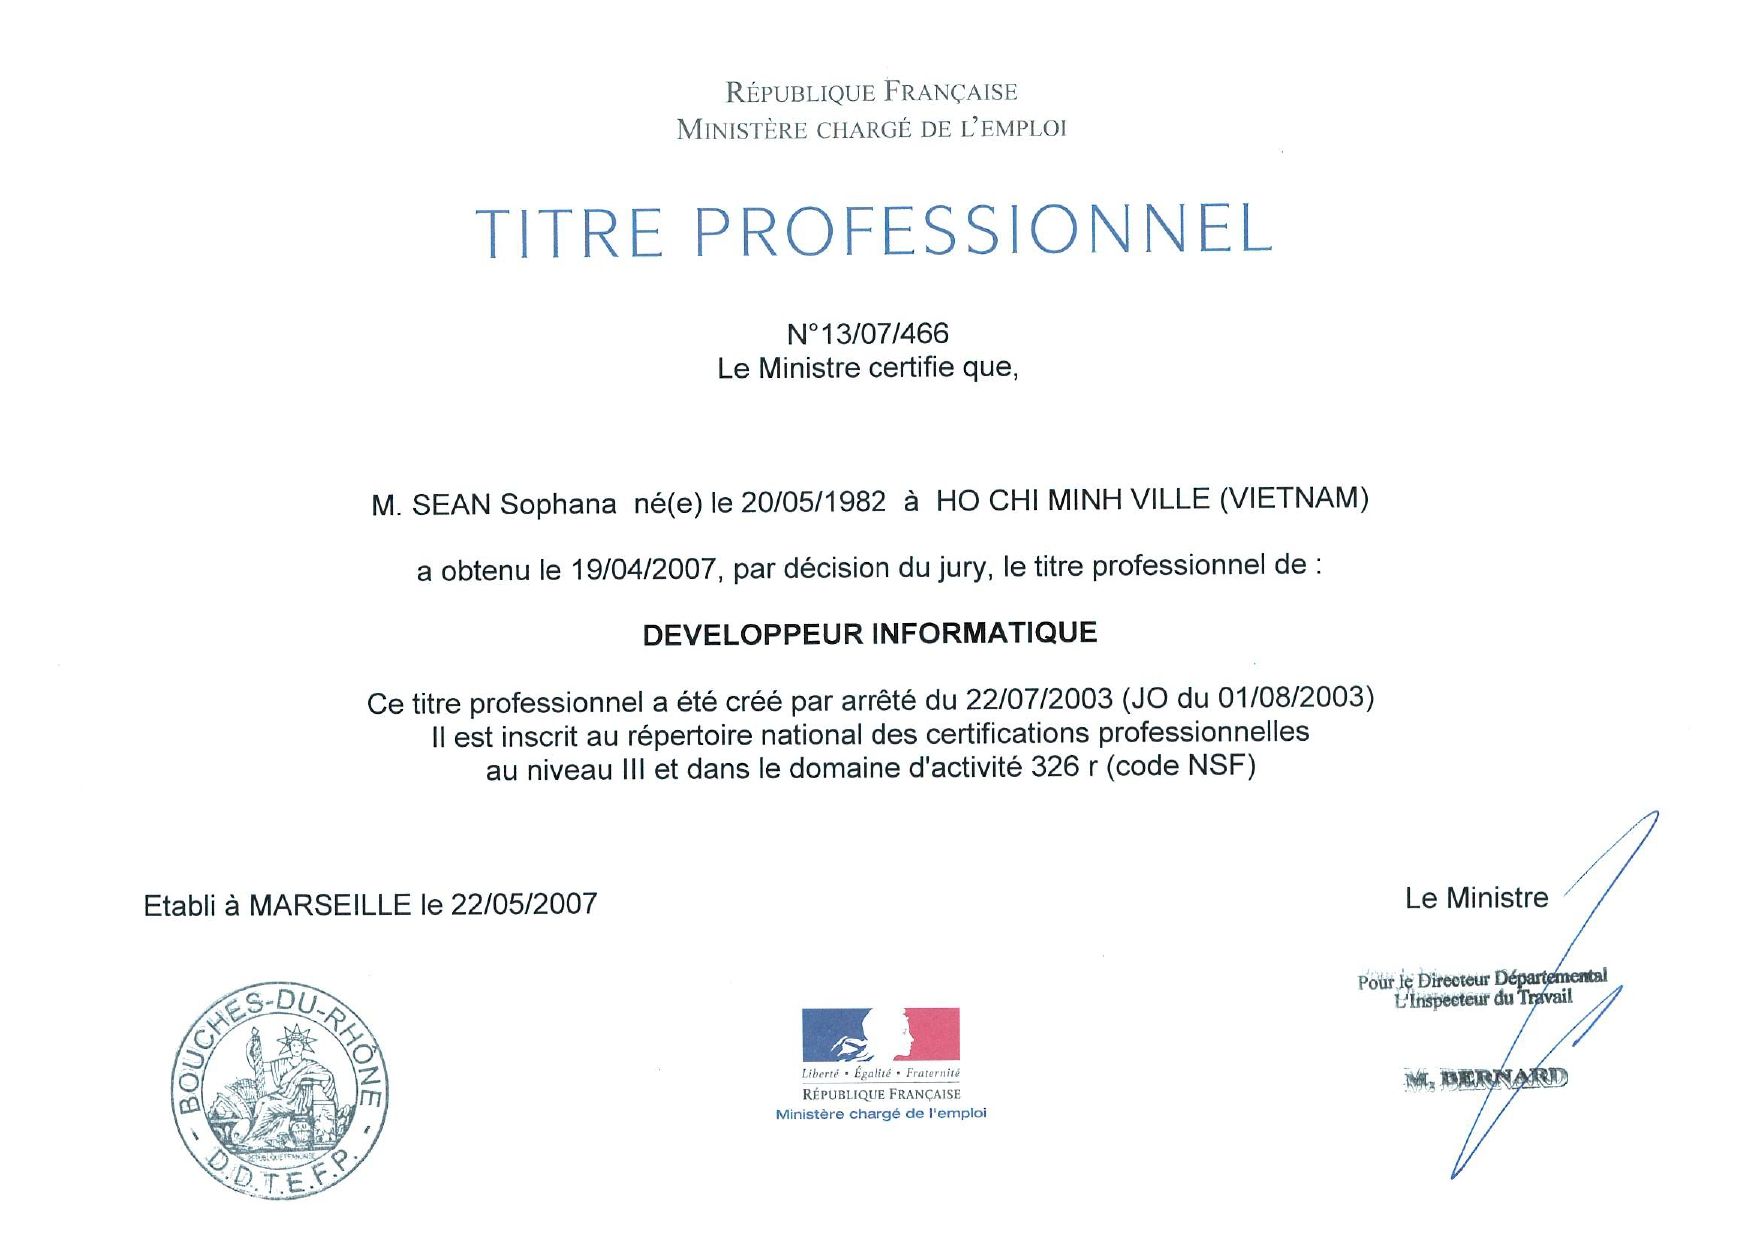 RÉPUBLIQUE FRANÇAISE
MINISTÈRE CHARGÉ DE L'EMPLOI
TITRE PROFESSIONNEL
N°13/07/466
Le Ministre certifie que,
M. SEAN Sophana né(e) le 20/05/1982 à HO CHI MINH VILLE (VIETNAM)
a obtenu le 19/04/2007, par décision du jury, le titre professionnel de :
DEVELOPPEUR INFORMATIQUE
Ce titre professionnel a été créé par arrêté du 22/07/2003 (JO du 01/08/2003)
Il est inscrit au répertoire national des certifications professionnelles
au niveau III et dans le domaine d'activité 326 r (code NSF)
Etabli à MARSEILLE le 22/05/2007
Le Ministre
Pour le Directeur Départemental
L'Inspecteur du Travail
M. BERNARD
BOUCHES-DU-RHÔNE
RÉPUBLIQUE FRANÇAISE
- D.D.T.E.F.P. -
Liberté • Égalité • Fraternité
RÉPUBLIQUE FRANÇAISE
Ministère chargé de l'emploi